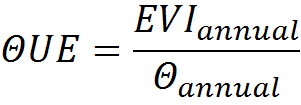 ΘUE = EVI_annual / Θ_annual